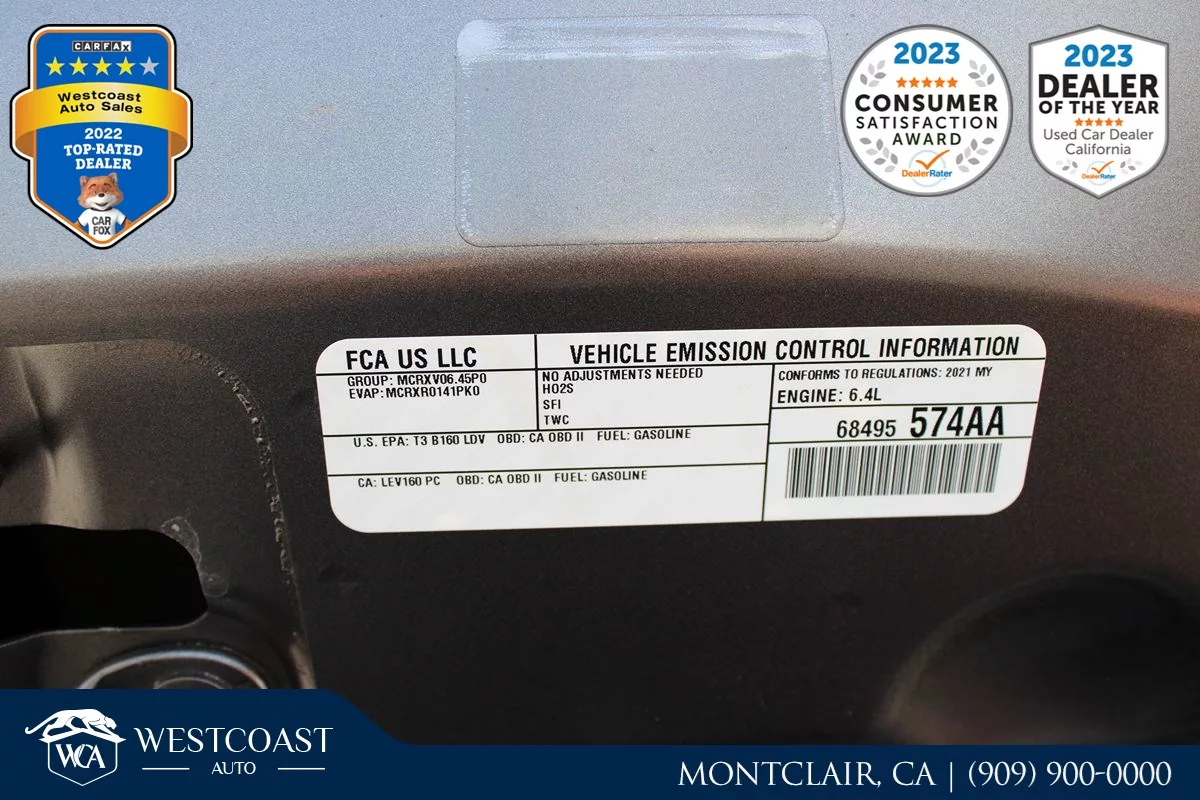 CARFAX
Westcoast
Auto Sales
2022
TOP-RATED
DEALER
CAR
FOX
2023
CONSUMER
SATISFACTION
AWARD
DealerRater
2023
DEALER
OF THE YEAR
Used Car Dealer
California
DealerRater
FCA US LLC
VEHICLE EMISSION CONTROL INFORMATION
GROUP: MCRXV06.45P0
EVAP: MCRXR0141PK0
NO ADJUSTMENTS NEEDED
HO2S
SFI
TWC
CONFORMS TO REGULATIONS: 2021 MY
ENGINE: 6.4L
68495 574AA
U.S. EPA: T3 B160 LDV OBD: CA OBD II FUEL: GASOLINE
CA: LEV160 PC OBD: CA OBD II FUEL: GASOLINE
WCA
WESTCOAST
AUTO
MONTCLAIR, CA | (909) 900-0000